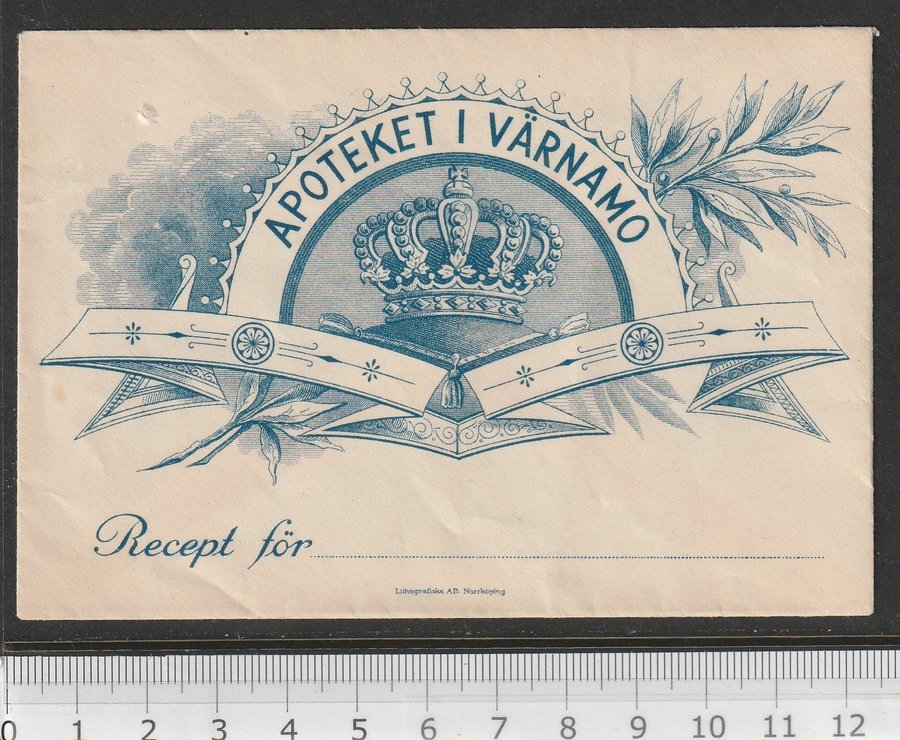 APOTEKET I VÄRNAMO
Recept för
Lithografiska AB. Norrköping
0 1 2 3 4 5 6 7 8 9 10 11 12